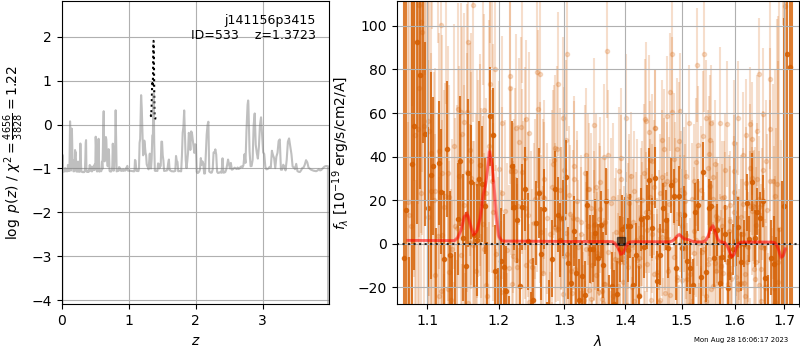 j141156p3415
ID=533 z=1.3723
log p(z) / χ² = 4656/3828 = 1.22
2
1
0
−1
−2
−3
−4
0 1 2 3
z
fλ [10⁻¹⁹ erg/s/cm2/A]
100
80
60
40
20
0
−20
1.1 1.2 1.3 1.4 1.5 1.6 1.7
λ
Mon Aug 28 16:06:17 2023